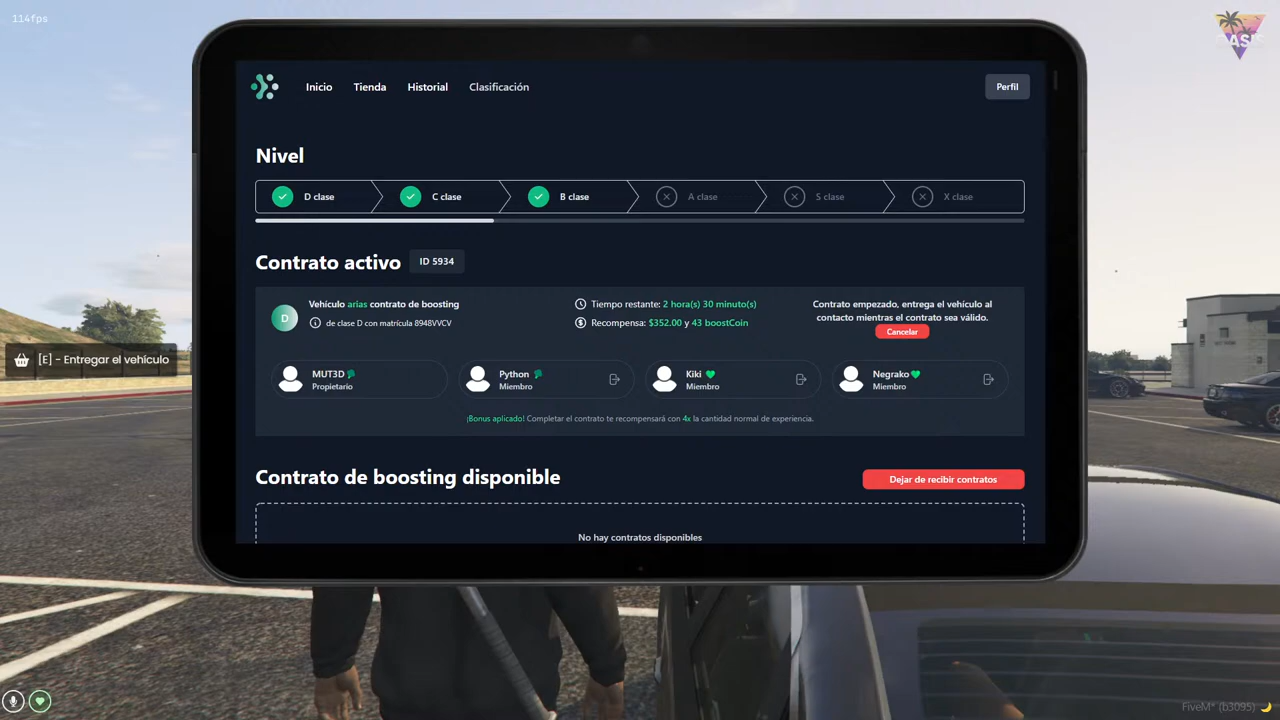 114fps
OASIS
Inicio
Tienda
Historial
Clasificación
Perfil
Nivel
D clase
C clase
B clase
A clase
S clase
X clase
Contrato activo
ID 5934
D
Vehículo arias contrato de boosting
de clase D con matrícula 8948VVCV
Tiempo restante: 2 hora(s) 30 minuto(s)
Recompensa: $352.00 y 43 boostCoin
Contrato empezado, entrega el vehículo al
contacto mientras el contrato sea válido.
Cancelar
[E] - Entregar el vehículo
MUT3D
Propietario
Python
Miembro
Kiki
Miembro
Negrako
Miembro
¡Bonus aplicado! Completar el contrato te recompensará con 4x la cantidad normal de experiencia.
Contrato de boosting disponible
Dejar de recibir contratos
No hay contratos disponibles
FiveM* (b3095)